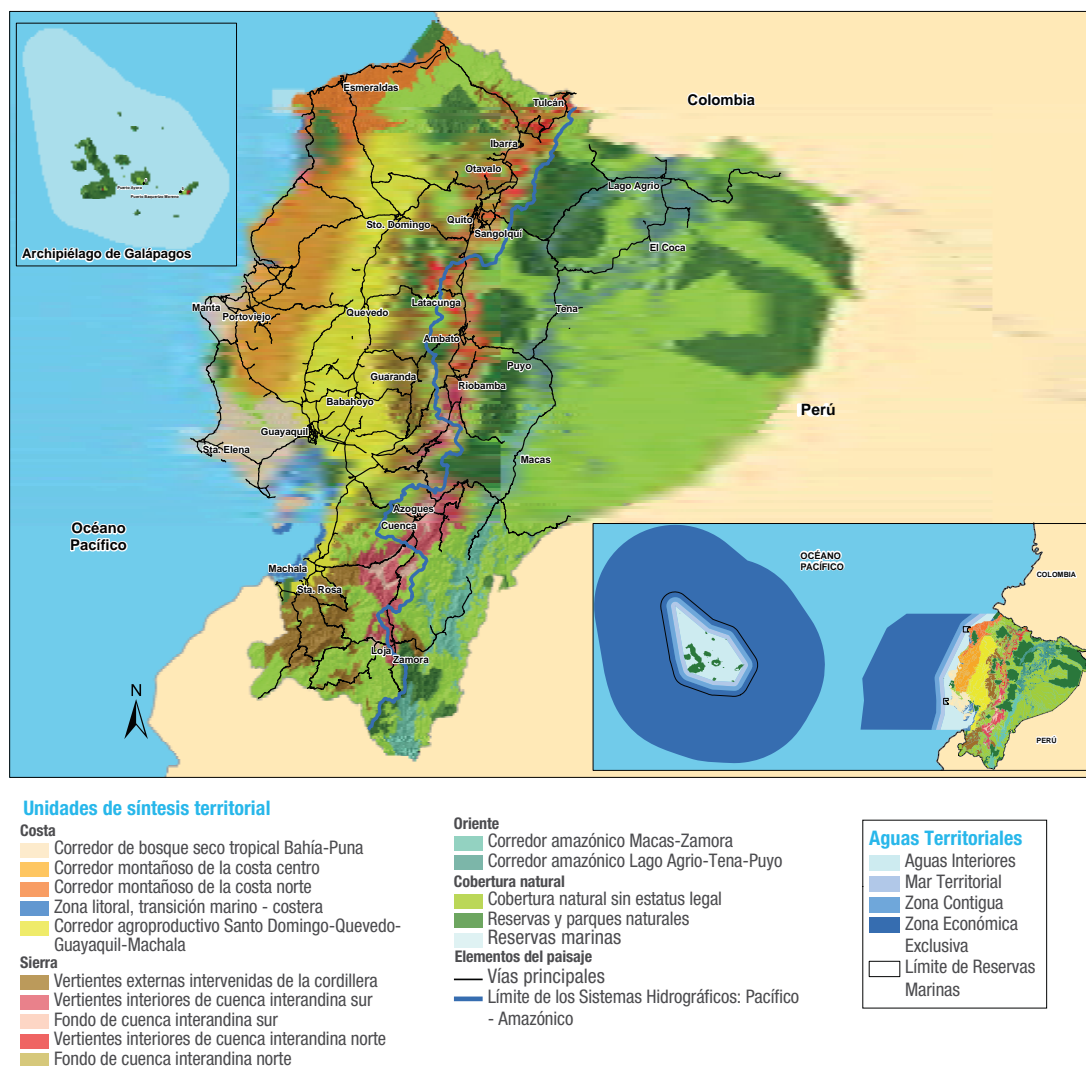 Colombia
Esmeraldas
Tulcán
Ibarra
Otavalo
Lago Agrio
Quito
Sto. Domingo
Sangolquí
El Coca
Puerto Ayora
Puerto Baquerizo Moreno
Archipiélago de Galápagos
Latacunga
Manta
Portoviejo
Quevedo
Tena
Ambato
Puyo
Guaranda
Riobamba
Babahoyo
Perú
Guayaquil
Sta. Elena
Macas
Azogues
Cuenca
Océano
Pacífico
Machala
Sta. Rosa
Loja
Zamora
N
OCÉANO
PACÍFICO
COLOMBIA
PERÚ
Unidades de síntesis territorial
Costa
Corredor de bosque seco tropical Bahía-Puna
Corredor montañoso de la costa centro
Corredor montañoso de la costa norte
Zona litoral, transición marino - costera
Corredor agroproductivo Santo Domingo-Quevedo-
Guayaquil-Machala
Sierra
Vertientes externas intervenidas de la cordillera
Vertientes interiores de cuenca interandina sur
Fondo de cuenca interandina sur
Vertientes interiores de cuenca interandina norte
Fondo de cuenca interandina norte
Oriente
Corredor amazónico Macas-Zamora
Corredor amazónico Lago Agrio-Tena-Puyo
Cobertura natural
Cobertura natural sin estatus legal
Reservas y parques naturales
Reservas marinas
Elementos del paisaje
Vías principales
Límite de los Sistemas Hidrográficos: Pacífico
- Amazónico
Aguas Territoriales
Aguas Interiores
Mar Territorial
Zona Contigua
Zona Económica
Exclusiva
Límite de Reservas
Marinas